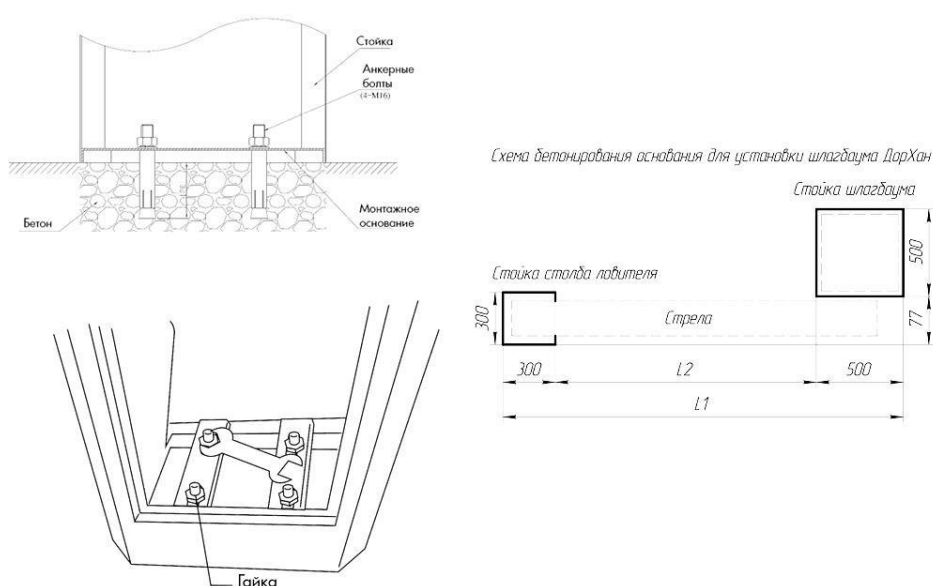 Стойка
Анкерные
болты
(4-М16)
Бетон
Монтажное
основание
Гайка
Схема бетонирования основания для установки шлагбаума ДорХан
Стойка шлагбаума
500
77
Стойка столба ловителя
300
Стрела
300
L2
500
L1